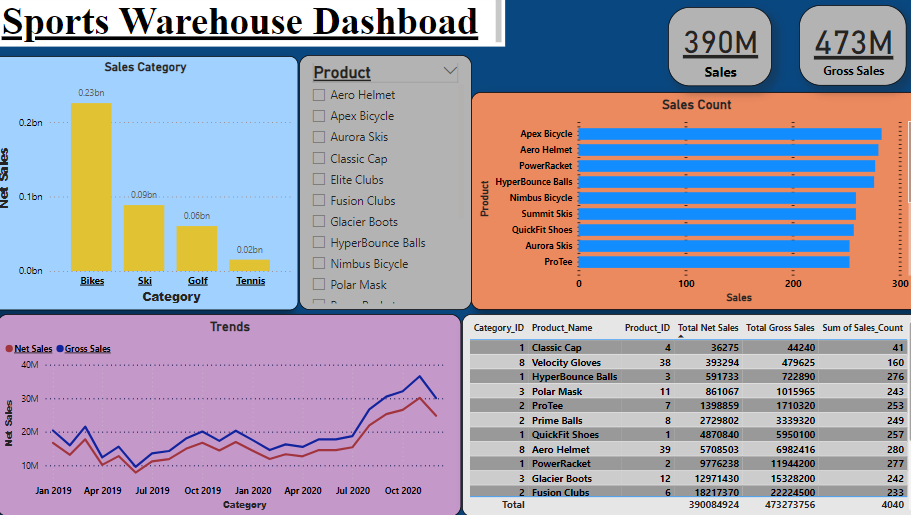 Sports Warehouse Dashboad
390M
Sales
473M
Gross Sales
Sales Category
Net Sales
0.2bn
0.1bn
0.0bn
0.23bn
0.09bn
0.06bn
0.02bn
Bikes Ski Golf Tennis
Category
Product
Aero Helmet
Apex Bicycle
Aurora Skis
Classic Cap
Elite Clubs
Fusion Clubs
Glacier Boots
HyperBounce Balls
Nimbus Bicycle
Polar Mask
Sales Count
Product
Apex Bicycle
Aero Helmet
PowerRacket
HyperBounce Balls
Nimbus Bicycle
Summit Skis
QuickFit Shoes
Aurora Skis
ProTee
0 100 200 300
Sales
Trends
Net Sales Gross Sales
Net Sales
40M
30M
20M
10M
Jan 2019 Apr 2019 Jul 2019 Oct 2019 Jan 2020 Apr 2020 Jul 2020 Oct 2020
Category
Category_ID Product_Name Product_ID Total Net Sales Total Gross Sales Sum of Sales_Count
1 Classic Cap 4 36275 44240 41
8 Velocity Gloves 38 393294 479625 160
1 HyperBounce Balls 3 591733 722890 276
3 Polar Mask 11 861067 1015965 243
2 ProTee 7 1398859 1710320 253
2 Prime Balls 8 2729802 3339320 249
1 QuickFit Shoes 1 4870840 5950100 257
8 Aero Helmet 39 5708503 6982416 280
1 PowerRacket 2 9776238 11944200 277
3 Glacier Boots 12 12971430 15328200 242
2 Fusion Clubs 6 18217370 22224500 233
Total 390084924 473273756 4040